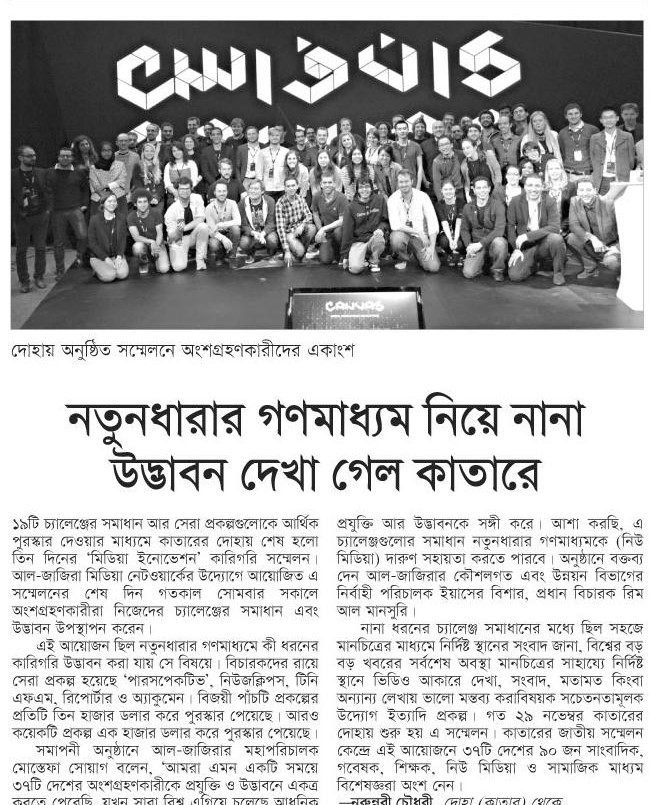 CANVAS
দোহায় অনুষ্ঠিত সম্মেলনে অংশগ্রহণকারীদের একাংশ
নতুনধারার গণমাধ্যম নিয়ে নানা
উদ্ভাবন দেখা গেল কাতারে
১৯টি চ্যালেঞ্জের সমাধান আর সেরা প্রকল্পগুলোকে আর্থিক
পুরস্কার দেওয়ার মাধ্যমে কাতারের দোহায় শেষ হলো
তিন দিনের ‘মিডিয়া ইনোভেশন’ কারিগরি সম্মেলন।
আল-জাজিরা মিডিয়া নেটওয়ার্কের উদ্যোগে আয়োজিত এ
সম্মেলনের শেষ দিন গতকাল সোমবার সকালে
অংশগ্রহণকারীরা নিজেদের চ্যালেঞ্জের সমাধান এবং
উদ্ভাবন উপস্থাপন করেন।
এই আয়োজন ছিল নতুনধারার গণমাধ্যমে কী ধরনের
কারিগরি উদ্ভাবন করা যায় সে বিষয়ে। বিচারকদের রায়ে
সেরা প্রকল্প হয়েছে ‘পারসপেকটিভ’, নিউজক্লিপস, টিনি
এফএম, রিপোর্টার ও অ্যাকুমেন। বিজয়ী পাঁচটি প্রকল্পের
প্রতিটি তিন হাজার ডলার করে পুরস্কার পেয়েছে। আরও
কয়েকটি প্রকল্প এক হাজার ডলার করে পুরস্কার পেয়েছে।
সমাপনী অনুষ্ঠানে আল-জাজিরার মহাপরিচালক
মোস্তেফা সোয়াগ বলেন, ‘আমরা এমন একটি সময়ে
৩৭টি দেশের অংশগ্রহণকারীকে প্রযুক্তি ও উদ্ভাবনে একত্র
করতে পেরেছি, যখন সারা বিশ্ব এগিয়ে চলেছে আধুনিক
প্রযুক্তি আর উদ্ভাবনকে সঙ্গী করে। আশা করছি, এ
চ্যালেঞ্জগুলোর সমাধান নতুনধারার গণমাধ্যমকে (নিউ
মিডিয়া) দারুণ সহায়তা করতে পারবে। অনুষ্ঠানে বক্তব্য
দেন আল-জাজিরার কৌশলগত এবং উন্নয়ন বিভাগের
নির্বাহী পরিচালক ইয়াসের বিশার, প্রধান বিচারক রিম
আল মানসুরি।
নানা ধরনের চ্যালেঞ্জ সমাধানের মধ্যে ছিল সহজে
মানচিত্রের মাধ্যমে নির্দিষ্ট স্থানের সংবাদ জানা, বিশ্বের বড়
বড় খবরের সর্বশেষ অবস্থা মানচিত্রের সাহায্যে নির্দিষ্ট
স্থানে ভিডিও আকারে দেখা, সংবাদ, মতামত কিংবা
অন্যান্য লেখায় ভালো মন্তব্য করাবিষয়ক সচেতনতামূলক
উদ্যোগ ইত্যাদি প্রকল্প। গত ২৯ নভেম্বর কাতারের
দোহায় শুরু হয় এ সম্মেলন। কাতারের জাতীয় সম্মেলন
কেন্দ্রে এই আয়োজনে ৩৭টি দেশের ৯০ জন সাংবাদিক,
গবেষক, শিক্ষক, নিউ মিডিয়া ও সামাজিক মাধ্যম
বিশেষজ্ঞরা অংশ নেন।
—নুরুন্নবী চৌধুরী, দোহা (কাতার) থেকে